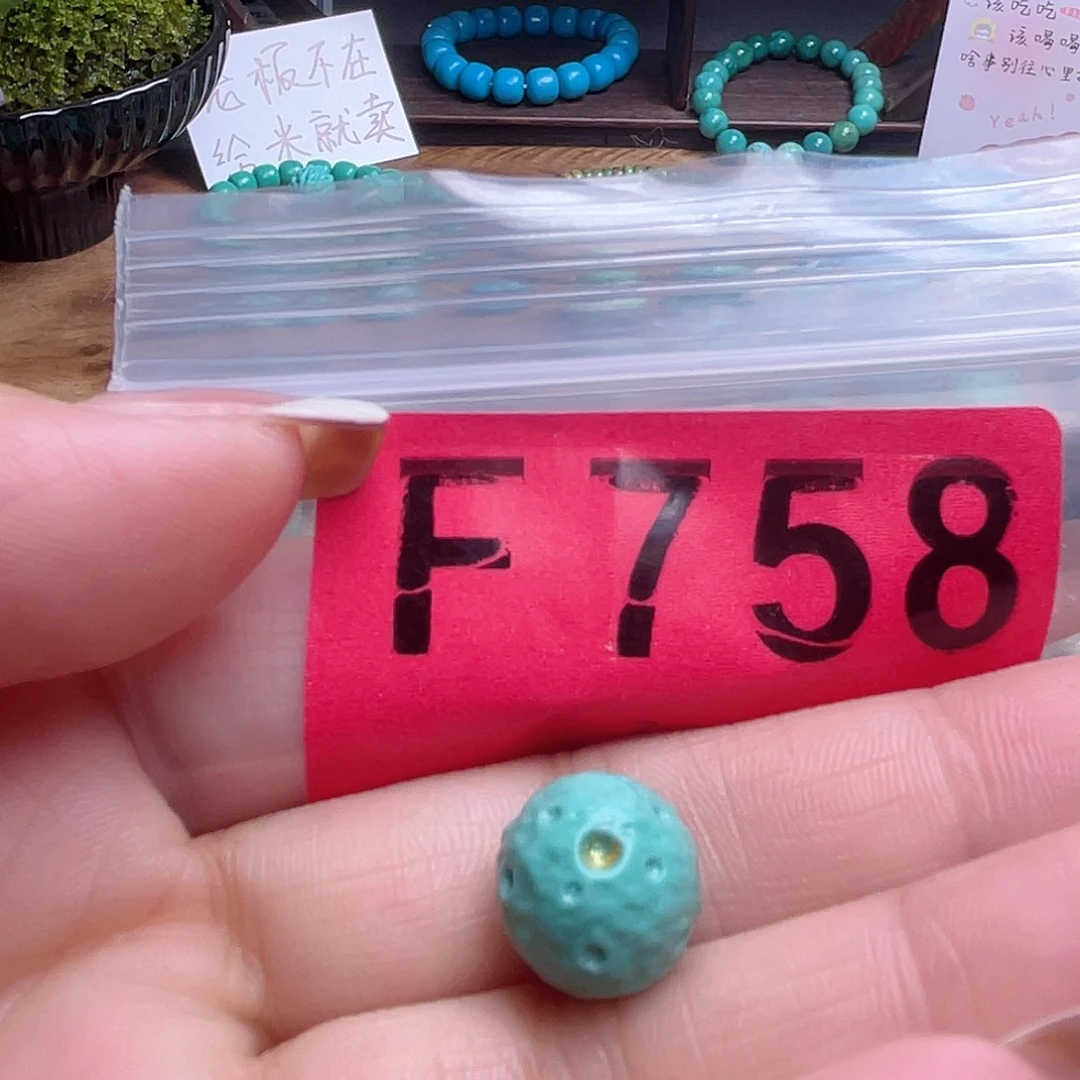 老板不在
给米就卖
该吃吃
该喝喝
啥事别往心里
Yeah!
F758